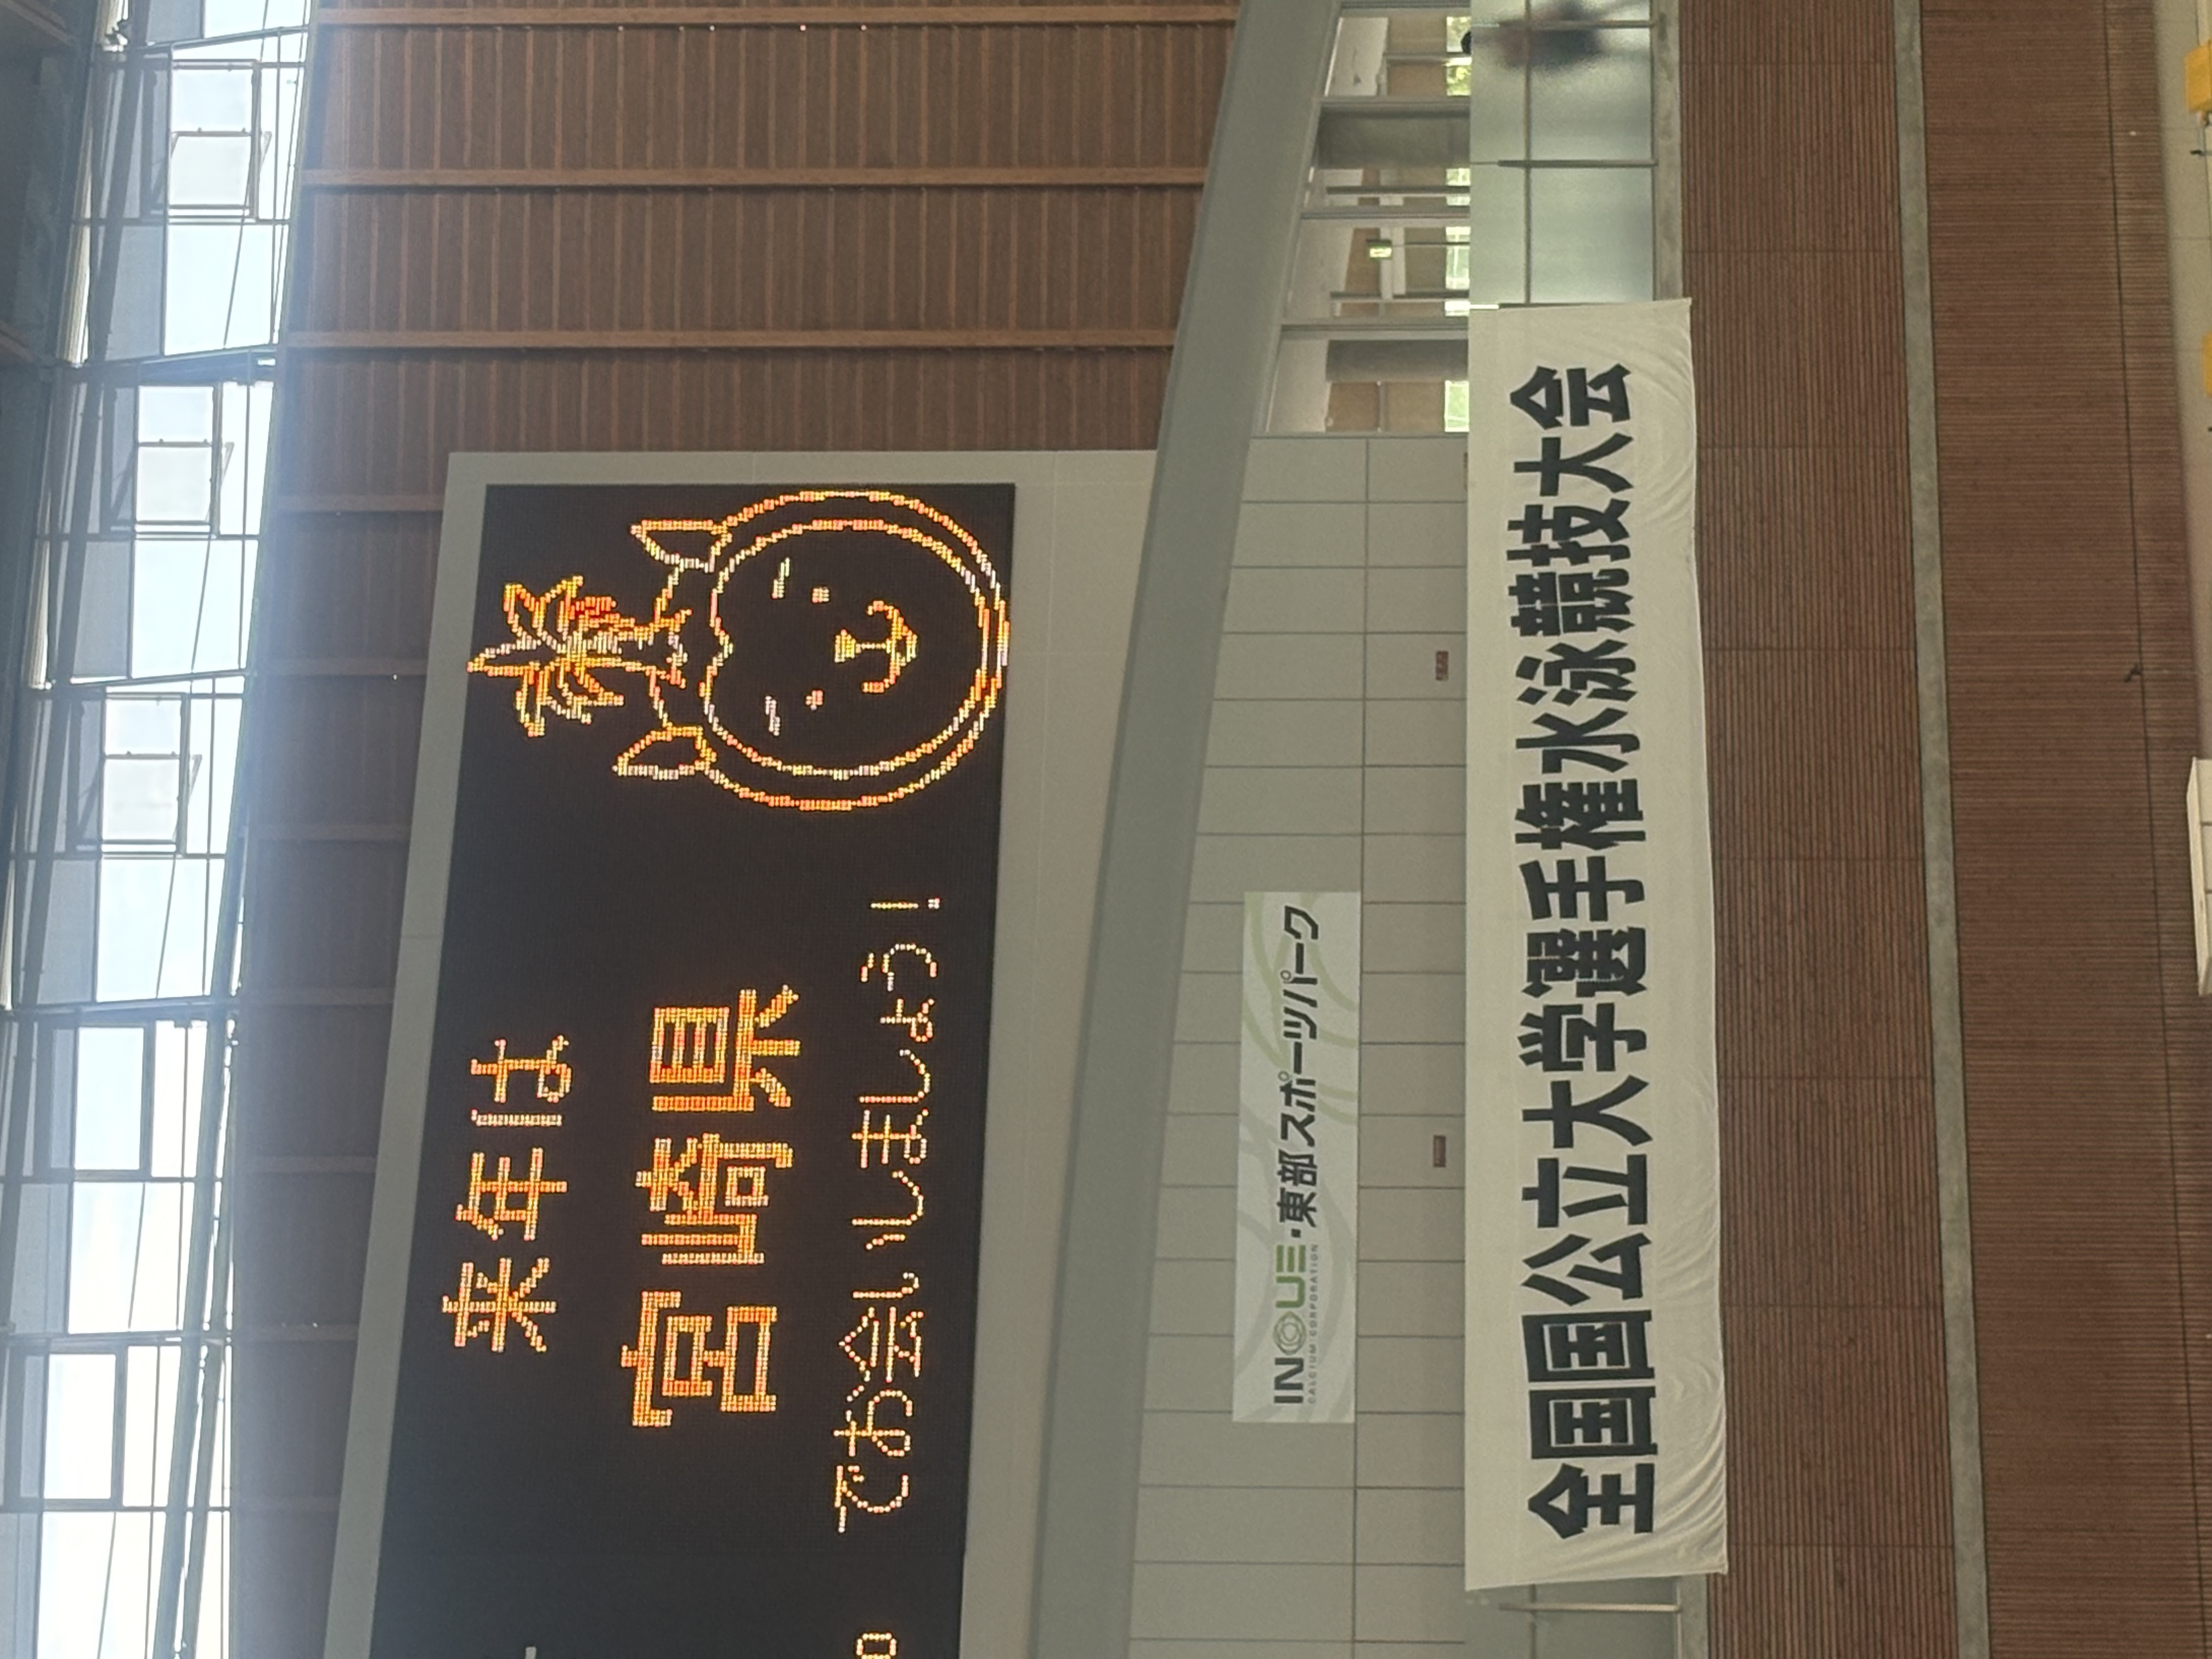 来年は
宮崎県
でお会いしましょう!
INOUE・東部スポーツパーク
CALCIUM CORPORATION
全国国公立大学選手権水泳競技大会